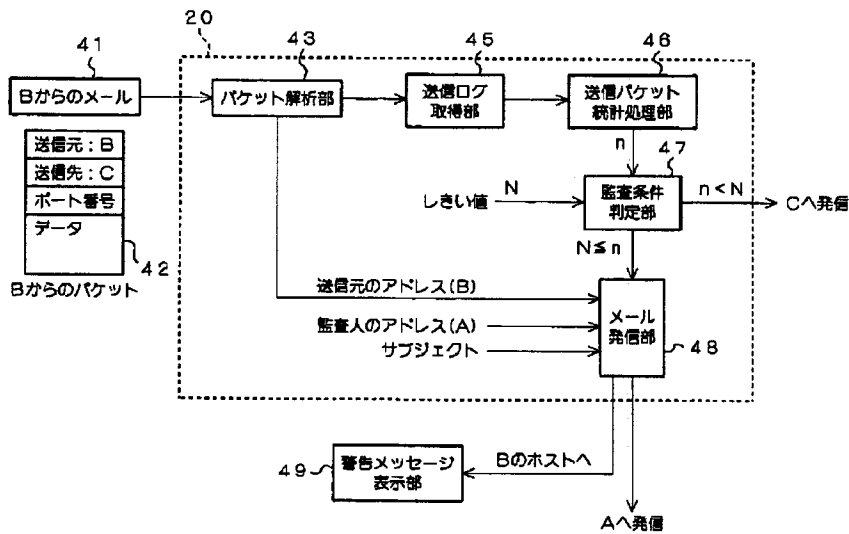 20
41
43
45
46
Bからのメール
パケット解析部
送信ログ
取得部
送信パケット
統計処理部
送信元：B
送信先：C
ポート番号
データ
42
Bからのパケット
n
47
しきい値
N
監査条件
判定部
n<N
Cへ発信
N≦n
送信元のアドレス(B)
監査人のアドレス(A)
サブジェクト
メール
発信部
48
49
警告メッセージ
表示部
Bのホストへ
Aへ発信